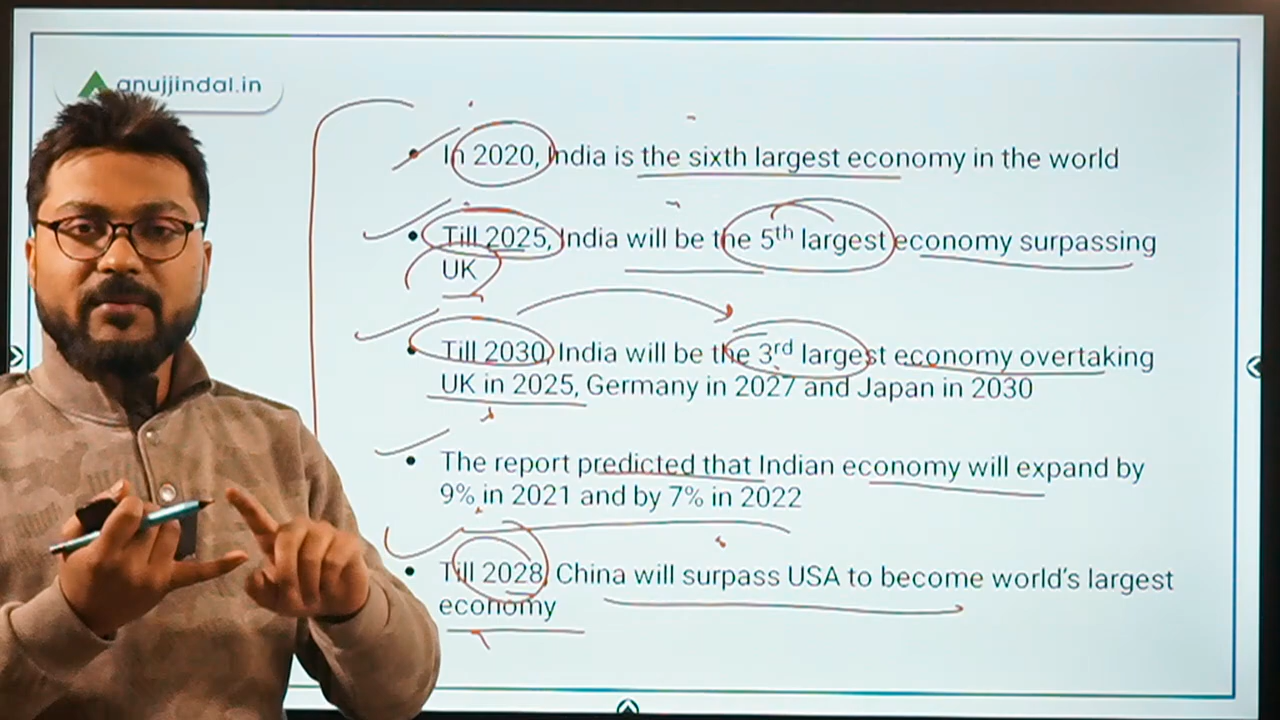 anujjindal.in
• In 2020, India is the sixth largest economy in the world
• Till 2025, India will be the 5th largest economy surpassing
UK
• Till 2030, India will be the 3rd largest economy overtaking
UK in 2025, Germany in 2027 and Japan in 2030
• The report predicted that Indian economy will expand by
9% in 2021 and by 7% in 2022
• Till 2028, China will surpass USA to become world's largest
economy